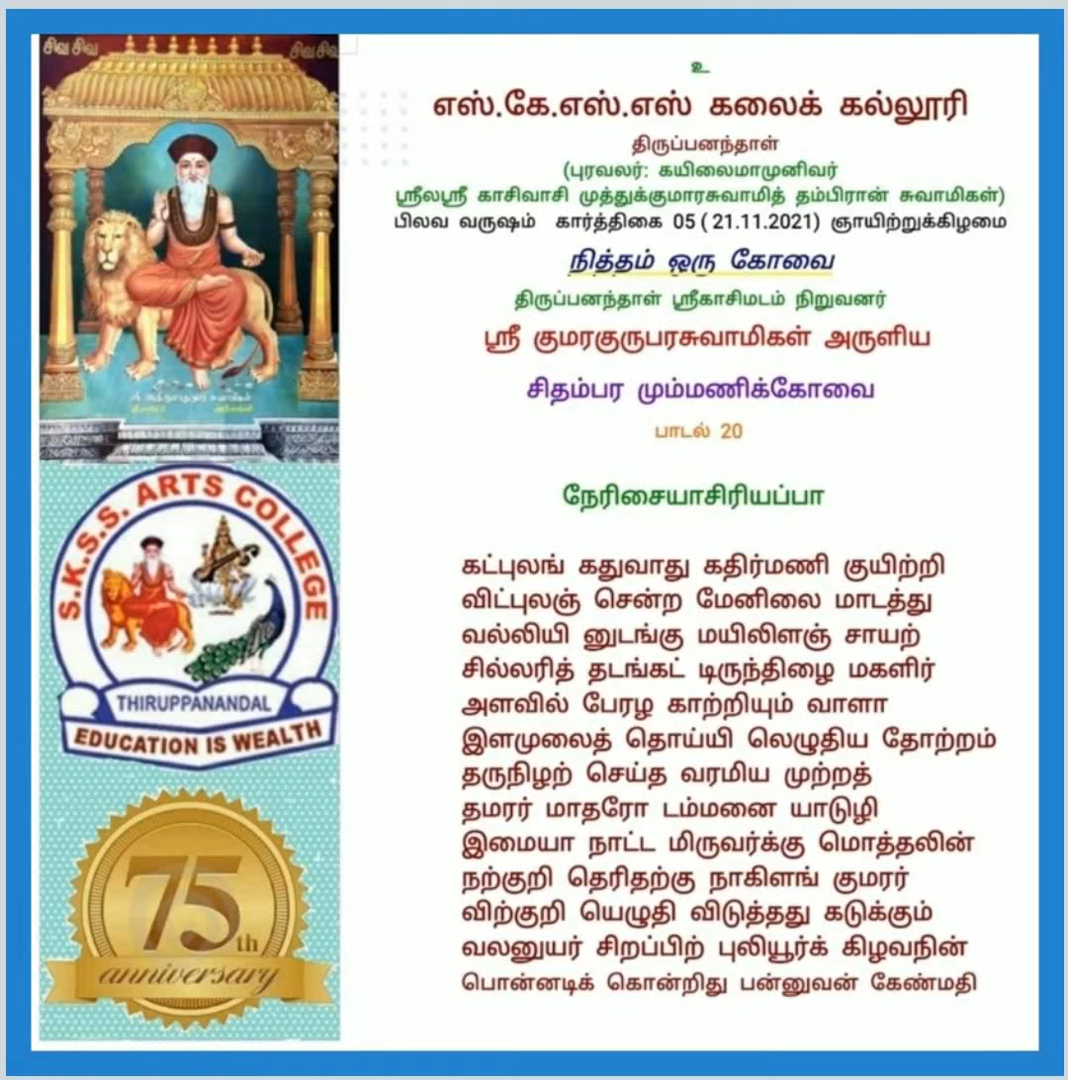 சிவ சிவ
சிவ சிவ
உ
எஸ்.கே.எஸ்.எஸ் கலைக் கல்லூரி
திருப்பனந்தாள்
(புரவலர்: கயிலைமாமுனிவர்
ஸ்ரீலஸ்ரீ காசிவாசி முத்துக்குமாரசுவாமித் தம்பிரான் சுவாமிகள்)
பிலவ வருஷம் கார்த்திகை 05 ( 21.11.2021) ஞாயிற்றுக்கிழமை
நித்தம் ஒரு கோவை
திருப்பனந்தாள் ஸ்ரீகாசிமடம் நிறுவனர்
ஸ்ரீ குமரகுருபரசுவாமிகள் அருளிய
சிதம்பர மும்மணிக்கோவை
பாடல் 20
நேரிசையாசிரியப்பா
கட்புலங் கதுவாது கதிர்மணி குயிற்றி
விட்புலஞ் சென்ற மேனிலை மாடத்து
வல்லியி னுடங்கு மயிலிளஞ் சாயற்
சில்லரித் தடங்கட் டிருந்திழை மகளிர்
அளவில் பேரழ காற்றியும் வாளா
இளமுலைத் தொய்யி லெழுதிய தோற்றம்
தருநிழற் செய்த வரமிய முற்றத்
தமரர் மாதரோ டம்மனை யாடுழி
இமையா நாட்ட மிருவர்க்கு மொத்தலின்
நற்குறி தெரிதற்கு நாகிளங் குமரர்
விற்குறி யெழுதி விடுத்தது கடுக்கும்
வலனுயர் சிறப்பிற் புலியூர்க் கிழவநின்
பொன்னடிக் கொன்றிது பன்னுவன் கேண்மதி
S.K.S.S. ARTS COLLEGE
THIRUPPANANDAL
EDUCATION IS WEALTH
75th
anniversary